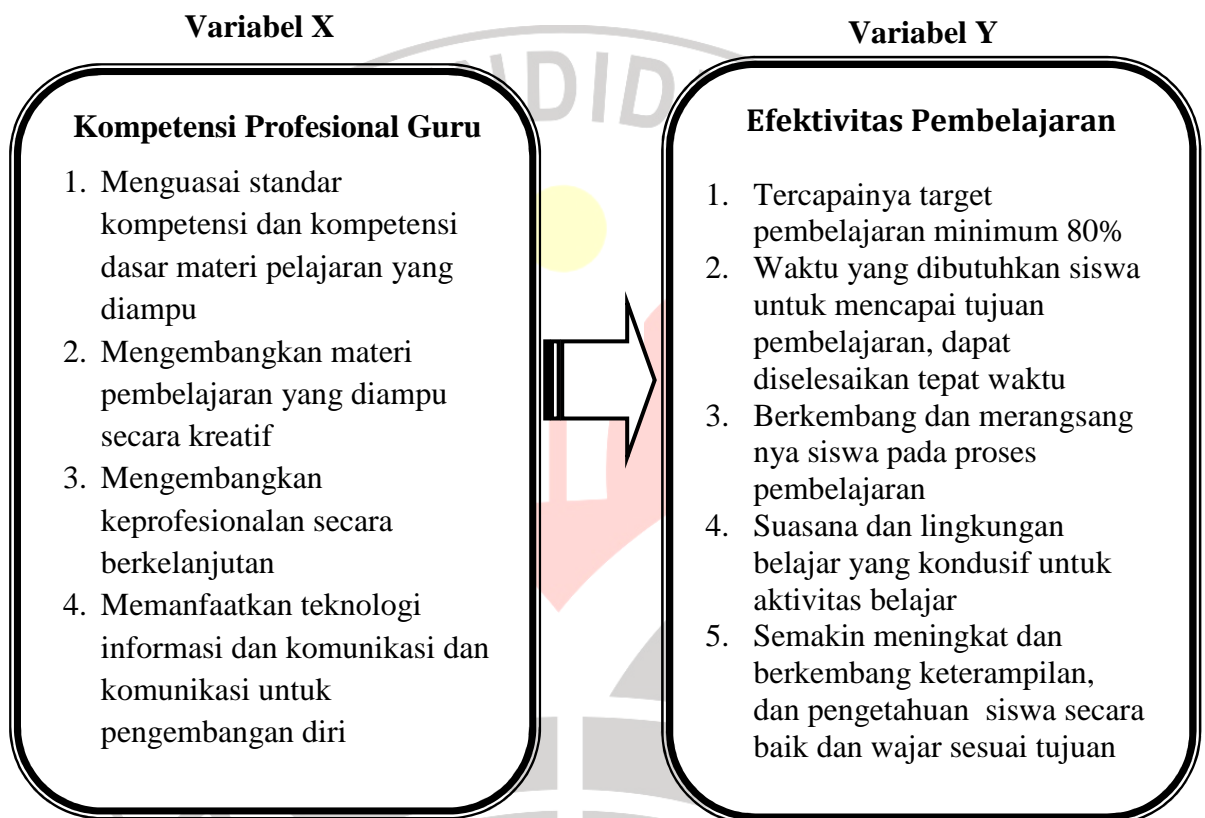 Variabel X
Kompetensi Profesional Guru
1. Menguasai standar
kompetensi dan kompetensi
dasar materi pelajaran yang
diampu
2. Mengembangkan materi
pembelajaran yang diampu
secara kreatif
3. Mengembangkan
keprofesionalan secara
berkelanjutan
4. Memanfaatkan teknologi
informasi dan komunikasi dan
komunikasi untuk
pengembangan diri
Variabel Y
Efektivitas Pembelajaran
1. Tercapainya target
pembelajaran minimum 80%
2. Waktu yang dibutuhkan siswa
untuk mencapai tujuan
pembelajaran, dapat
diselesaikan tepat waktu
3. Berkembang dan merangsang
nya siswa pada proses
pembelajaran
4. Suasana dan lingkungan
belajar yang kondusif untuk
aktivitas belajar
5. Semakin meningkat dan
berkembang keterampilan,
dan pengetahuan siswa secara
baik dan wajar sesuai tujuan